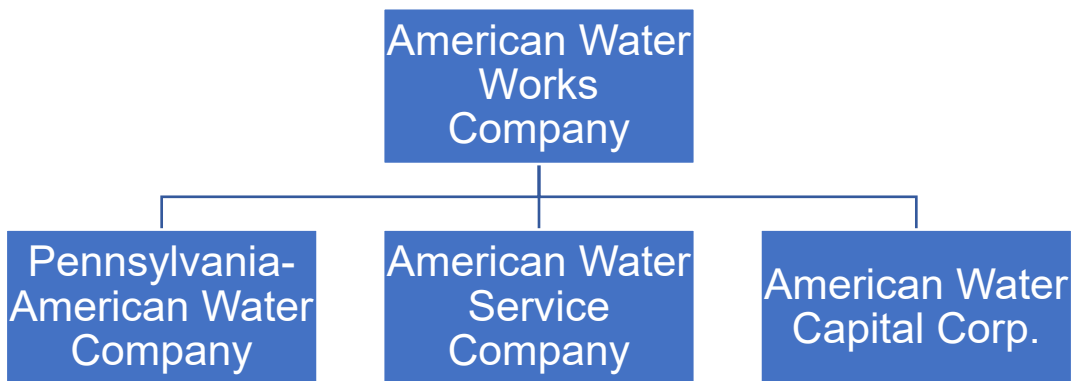 American Water
Works
Company
Pennsylvania-
American Water
Company
American Water
Service
Company
American Water
Capital Corp.